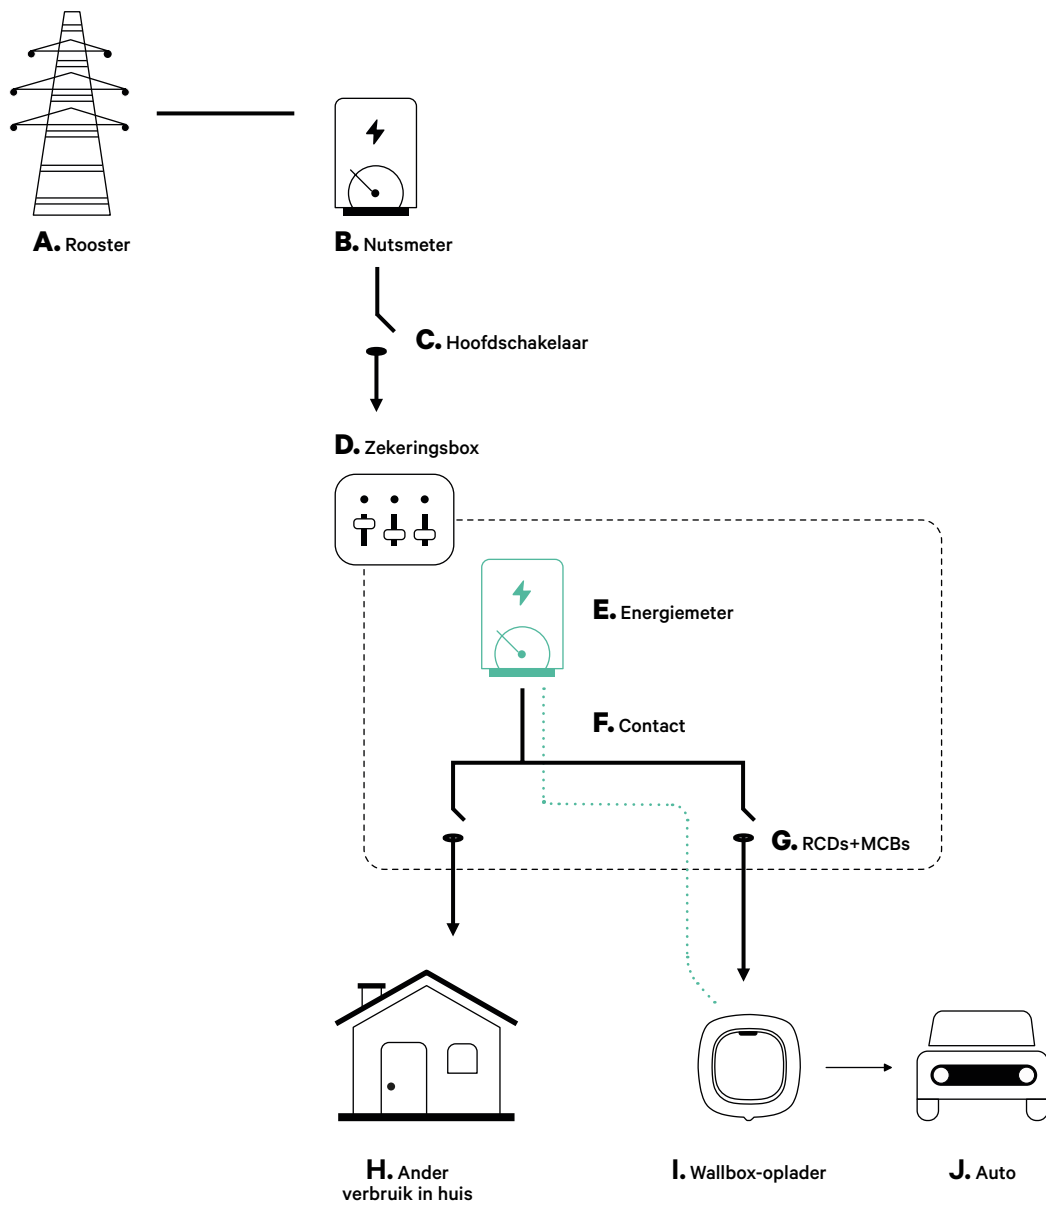 A. Rooster
B. Nutsmeter
C. Hoofdschakelaar
D. Zekeringsbox
E. Energiemeter
F. Contact
G. RCDs+MCBs
H. Ander
verbruik in huis
I. Wallbox-oplader
J. Auto